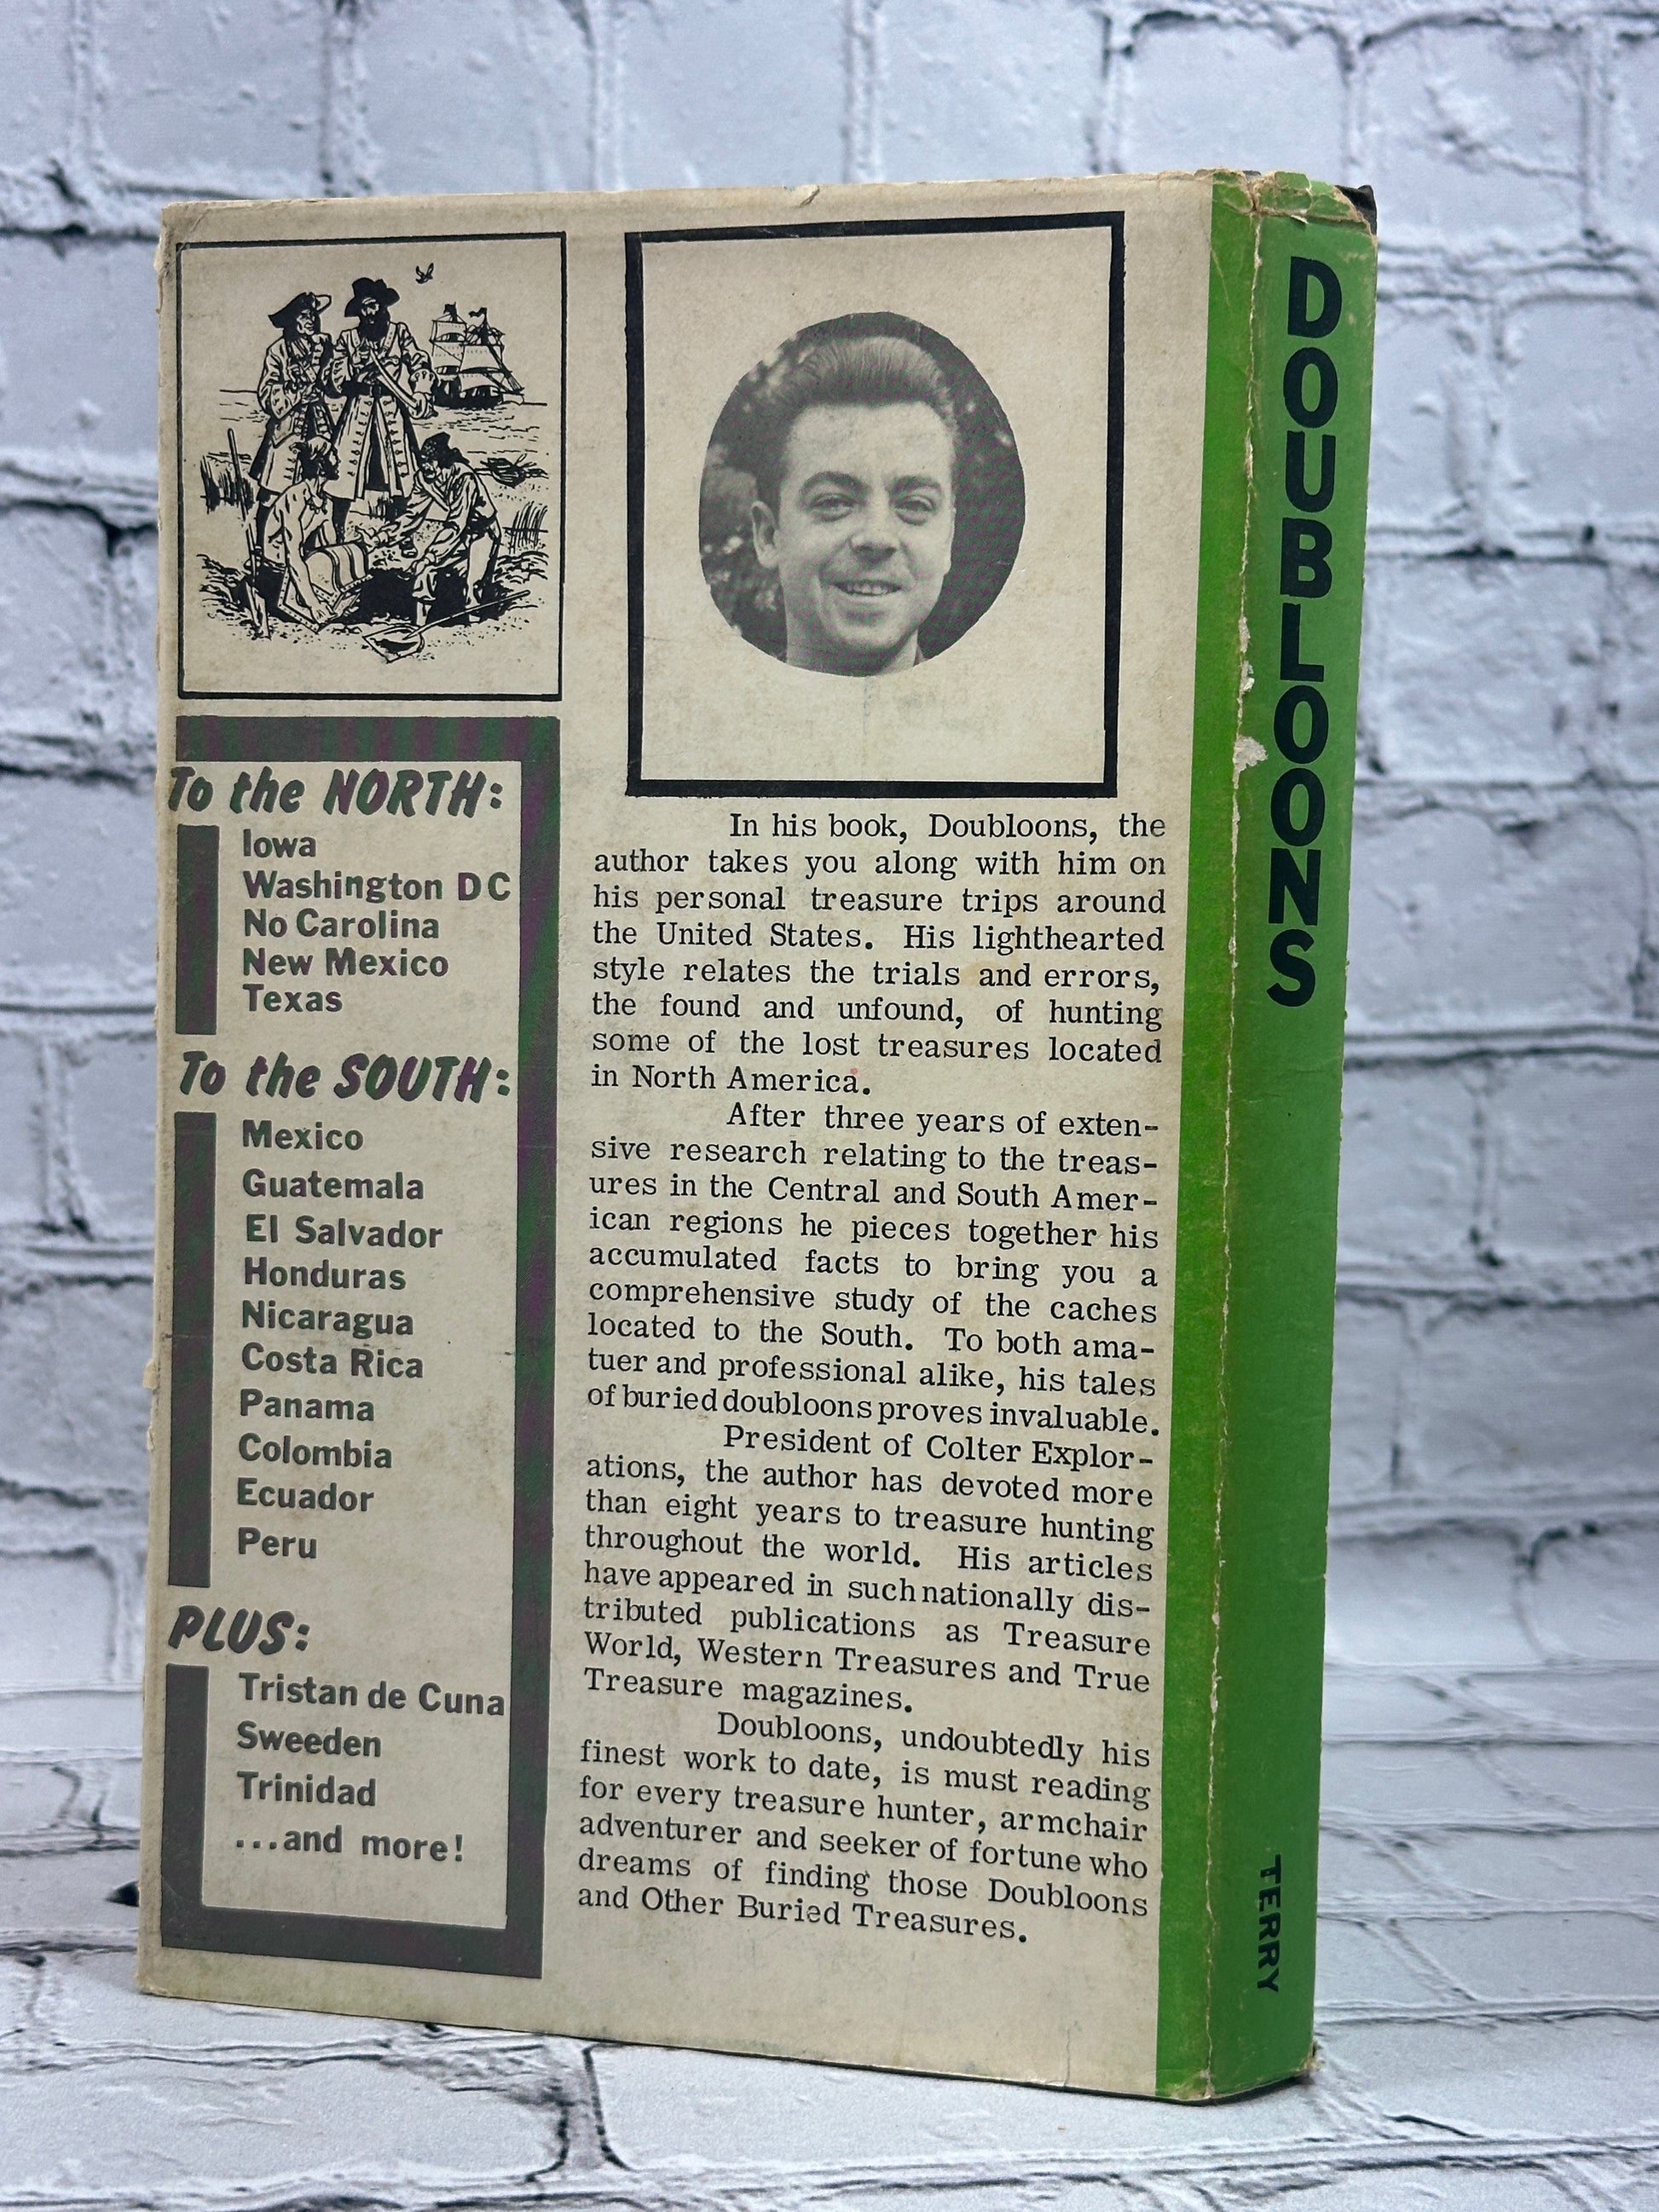 To the NORTH:
Iowa
Washington DC
No Carolina
New Mexico
Texas
To the SOUTH:
Mexico
Guatemala
El Salvador
Honduras
Nicaragua
Costa Rica
Panama
Colombia
Ecuador
Peru
PLUS:
Tristan de Cuna
Sweeden
Trinidad
...and more!
In his book, Doubloons, the
author takes you along with him on
his personal treasure trips around
the United States. His lighthearted
style relates the trials and errors,
the found and unfound, of hunting
some of the lost treasures located
in North America.
After three years of exten-
sive research relating to the treas-
ures in the Central and South Amer-
ican regions he pieces together his
accumulated facts to bring you a
comprehensive study of the caches
located to the South. To both ama-
tuer and professional alike, his tales
of buried doubloons proves invaluable.
President of Colter Explor-
ations, the author has devoted more
than eight years to treasure hunting
throughout the world. His articles
have appeared in such nationally dis-
tributed publications as Treasure
World, Western Treasures and True
Treasure magazines.
Doubloons, undoubtedly his
finest work to date, is must reading
for every treasure hunter, armchair
adventurer and seeker of fortune who
dreams of finding those Doubloons
and Other Buried Treasures.
DOUBLOONS
TERRY